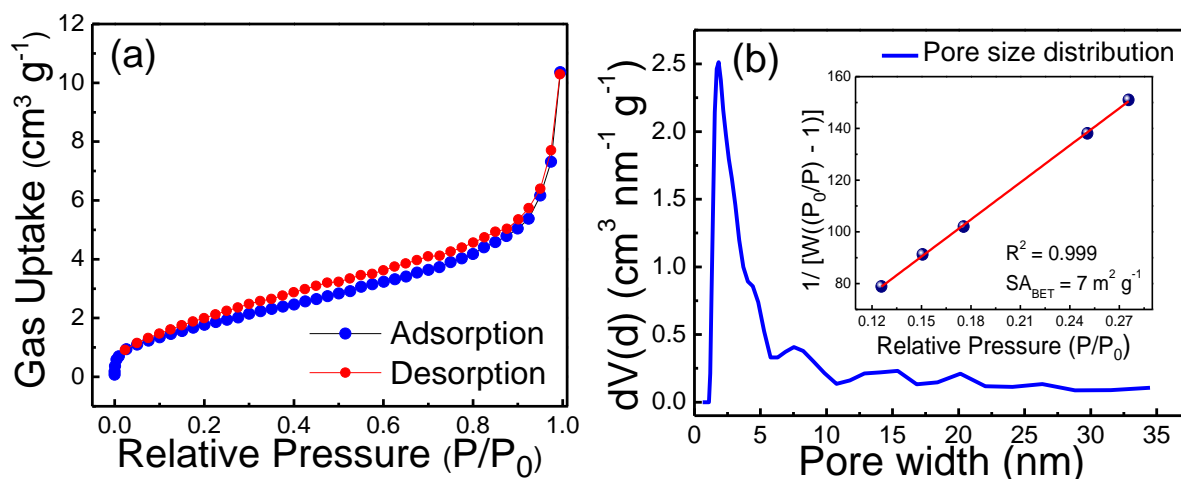 (a)
Gas Uptake (cm³ g⁻¹)
12
10
8
6
4
2
0
0.0 0.2 0.4 0.6 0.8 1.0
Relative Pressure (P/P₀)
Adsorption
Desorption
(b)
Pore size distribution
dV(d) (cm³ nm⁻¹ g⁻¹)
2.5
2.0
1.5
1.0
0.5
0.0
0 5 10 15 20 25 30 35
Pore width (nm)
1/ [W((P₀/P) - 1)]
160
140
120
100
80
0.12 0.15 0.18 0.21 0.24 0.27
Relative Pressure (P/P₀)
R² = 0.999
SA_BET = 7 m² g⁻¹